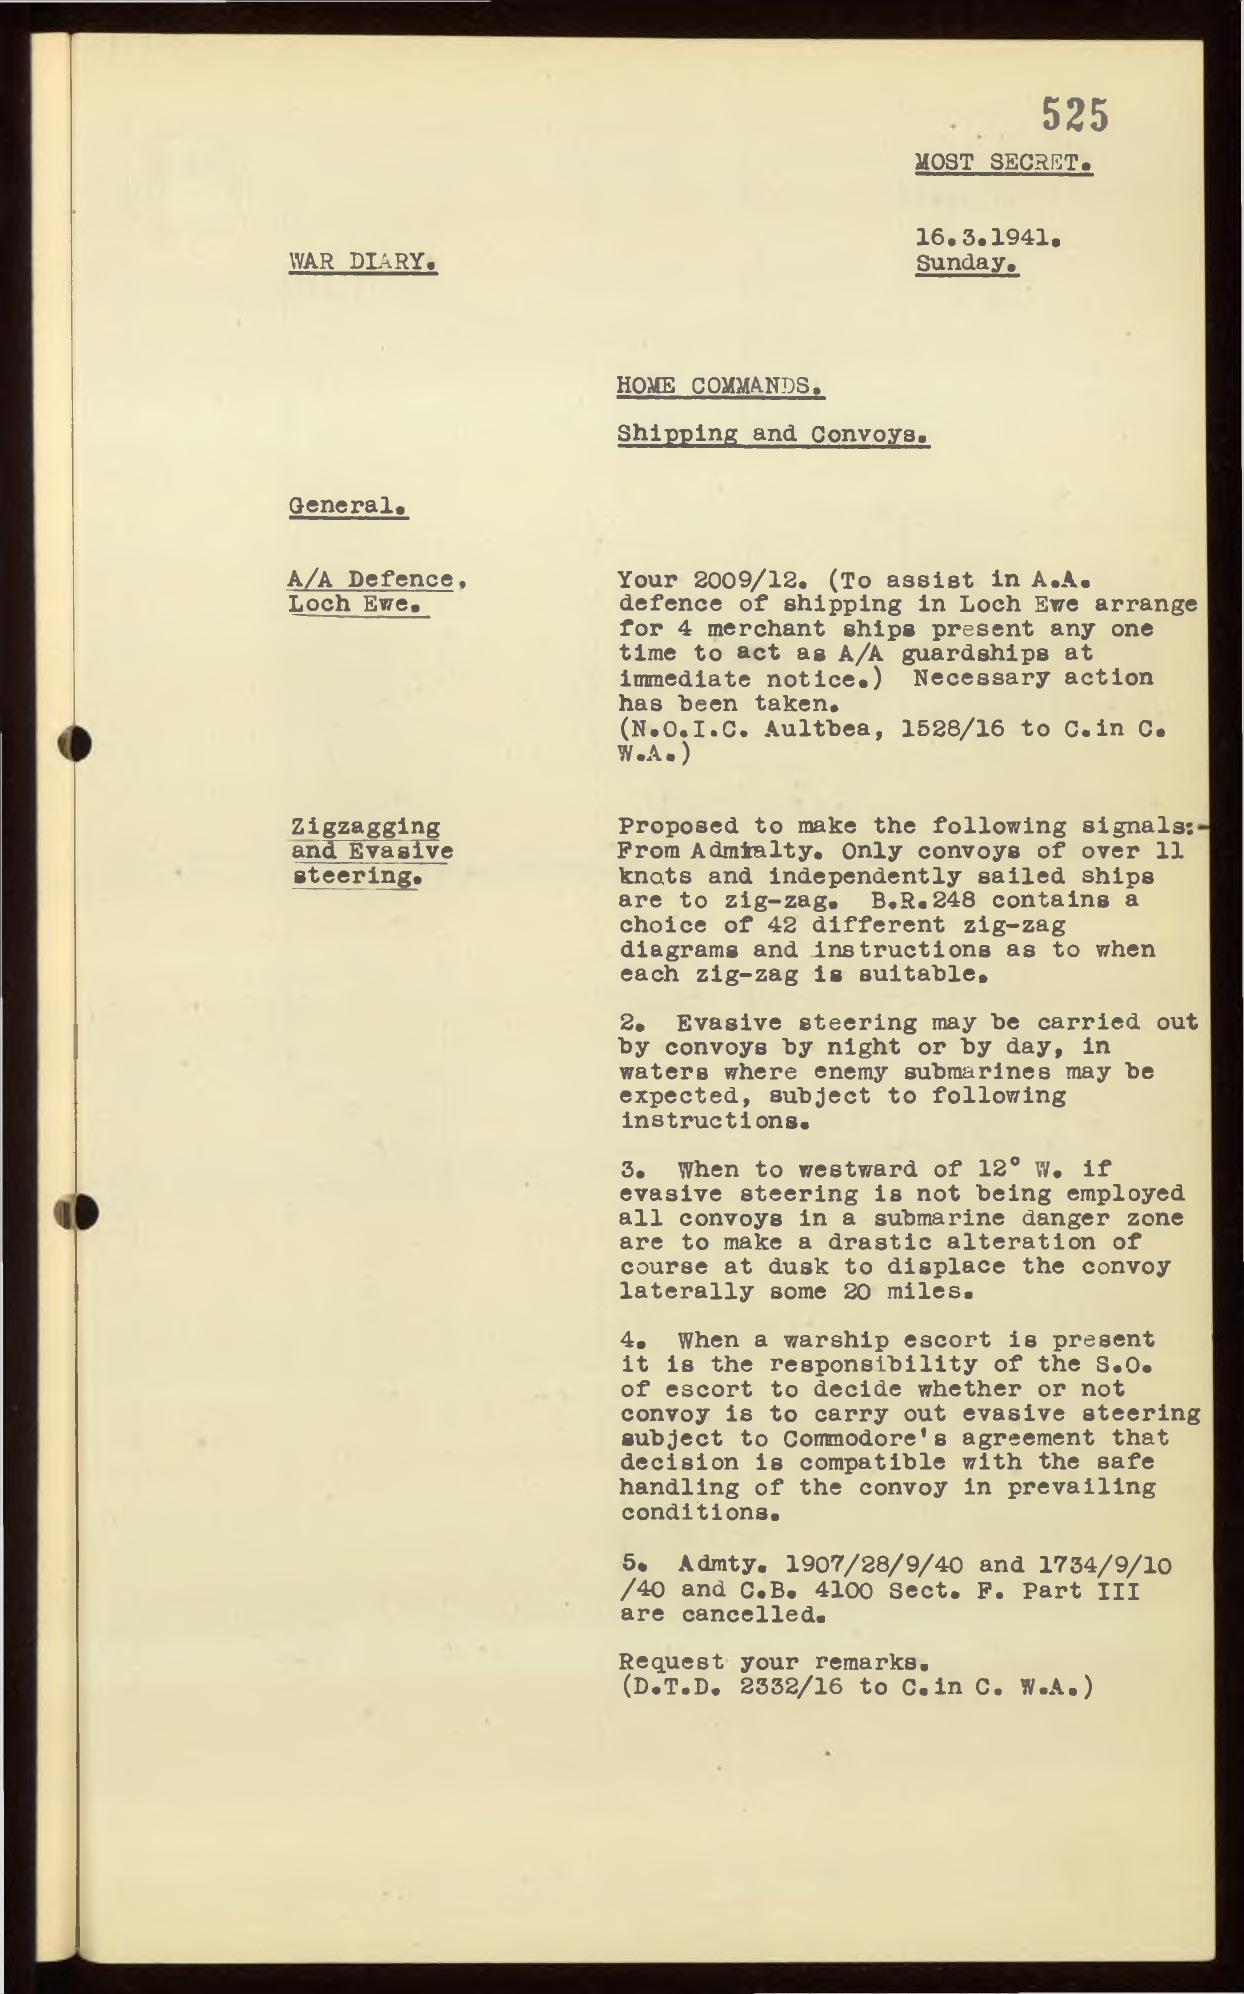 525
MOST SECRET.
16.3.1941.
WAR DIARY.
Sunday.
HOME COMMANDS.
Shipping and Convoys.
General.
A/A Defence,
Loch Ewe.
Your 2009/12. (To assist in A.A.
defence of shipping in Loch Ewe arrange
for 4 merchant ships present any one
time to act as A/A guardships at
immediate notice.)  Necessary action
has been taken.
(N.O.I.C. Aultbea, 1528/16 to C.in C.
W.A.)
Zigzagging
and Evasive
steering.
Proposed to make the following signals:-
From Admialty. Only convoys of over 11
knots and independently sailed ships
are to zig-zag.  B.R.248 contains a
choice of 42 different zig-zag
diagrams and instructions as to when
each zig-zag is suitable.
2.  Evasive steering may be carried out
by convoys by night or by day, in
waters where enemy submarines may be
expected, subject to following
instructions.
3.  When to westward of 12° W. if
evasive steering is not being employed
all convoys in a submarine danger zone
are to make a drastic alteration of
course at dusk to displace the convoy
laterally some 20 miles.
4.  When a warship escort is present
it is the responsibility of the S.O.
of escort to decide whether or not
convoy is to carry out evasive steering
subject to Commodore's agreement that
decision is compatible with the safe
handling of the convoy in prevailing
conditions.
5.  Admty. 1907/28/9/40 and 1734/9/10
/40 and C.B. 4100 Sect. F. Part III
are cancelled.
Request your remarks.
(D.T.D. 2332/16 to C.in C. W.A.)